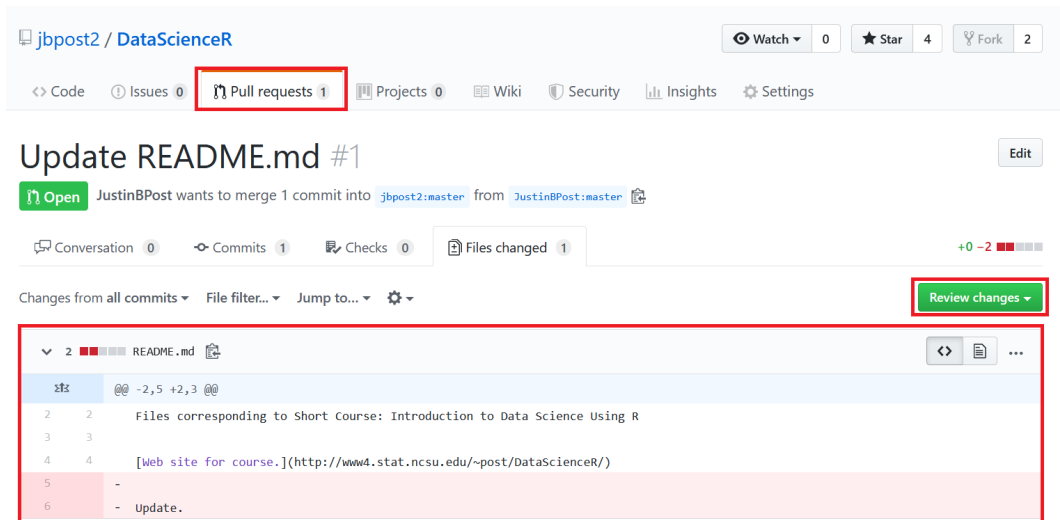 jbpost2 / DataScienceR Watch 0 Star 4 Fork 2
Code Issues 0 Pull requests 1 Projects 0 Wiki Security Insights Settings
Update README.md #1 Edit
Open JustinBPost wants to merge 1 commit into jbpost2:master from JustinBPost:master
Conversation 0 Commits 1 Checks 0 Files changed 1 +0 −2
Changes from all commits File filter... Jump to... Review changes
2 README.md <> ...
@@ -2,5 +2,3 @@
2 2 Files corresponding to Short Course: Introduction to Data Science Using R
3 3
4 4 [Web site for course.](http://www4.stat.ncsu.edu/~post/DataScienceR/)
5 -
6 - Update.